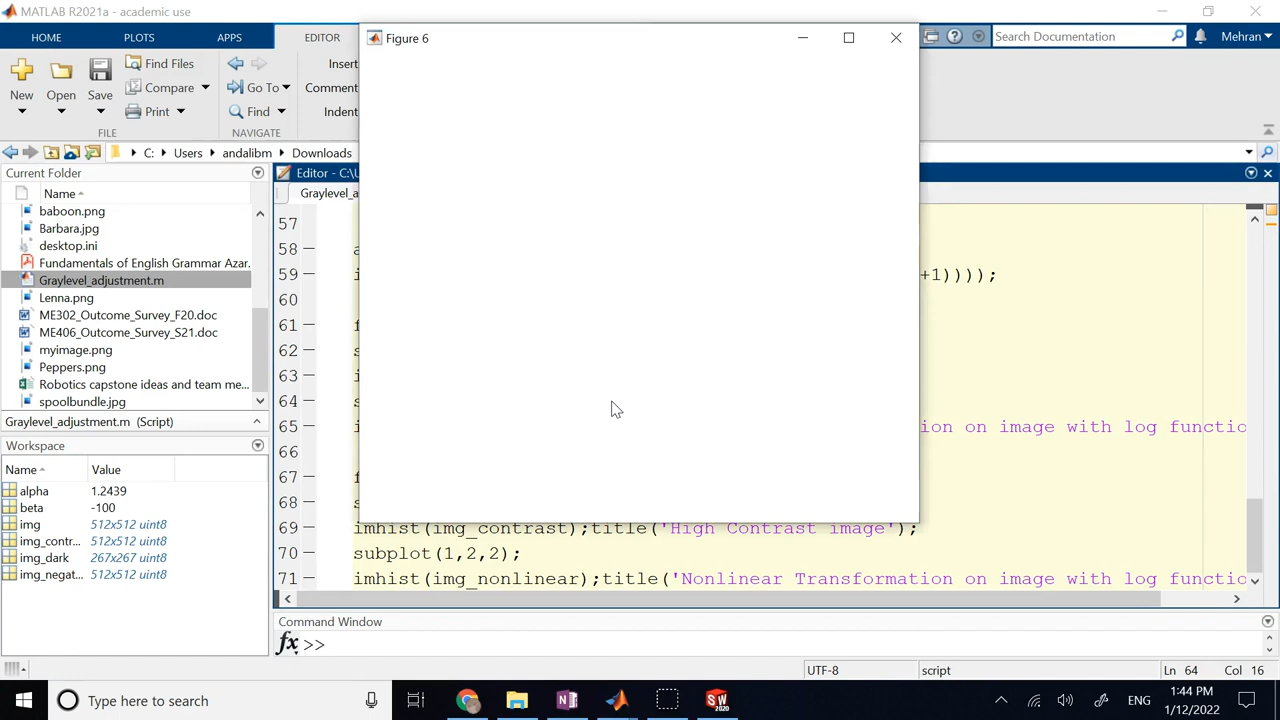 MATLAB R2021a - academic use
HOME
PLOTS
APPS
EDITOR
Search Documentation
Mehran
Figure 6
New
Open
Save
Find Files
Compare
Print
FILE
Go To
Find
NAVIGATE
Insert
Comment
Indent
C:
Users
andalibm
Downloads
Current Folder
Name
baboon.png
Barbara.jpg
desktop.ini
Fundamentals of English Grammar Azar.
Graylevel_adjustment.m
Lenna.png
ME302_Outcome_Survey_F20.doc
ME406_Outcome_Survey_S21.doc
myimage.png
Peppers.png
Robotics capstone ideas and team me...
spoolbundle.jpg
Graylevel_adjustment.m (Script)
Workspace
Name Value
alpha 1.2439
beta -100
img 512x512 uint8
img_contr... 512x512 uint8
img_dark 267x267 uint8
img_negat... 512x512 uint8
Editor - C:\U
Graylevel_a
57
58
59 +1))));
60
61
62
63
64
65 ion on image with log functio
66
67
68
69 imhist(img_contrast);title('High Contrast image');
70 subplot(1,2,2);
71 imhist(img_nonlinear);title('Nonlinear Transformation on image with log functio
Command Window
fx >>
UTF-8
script
Ln 64 Col 16
Type here to search
SW
2020
ENG
1:44 PM
1/12/2022